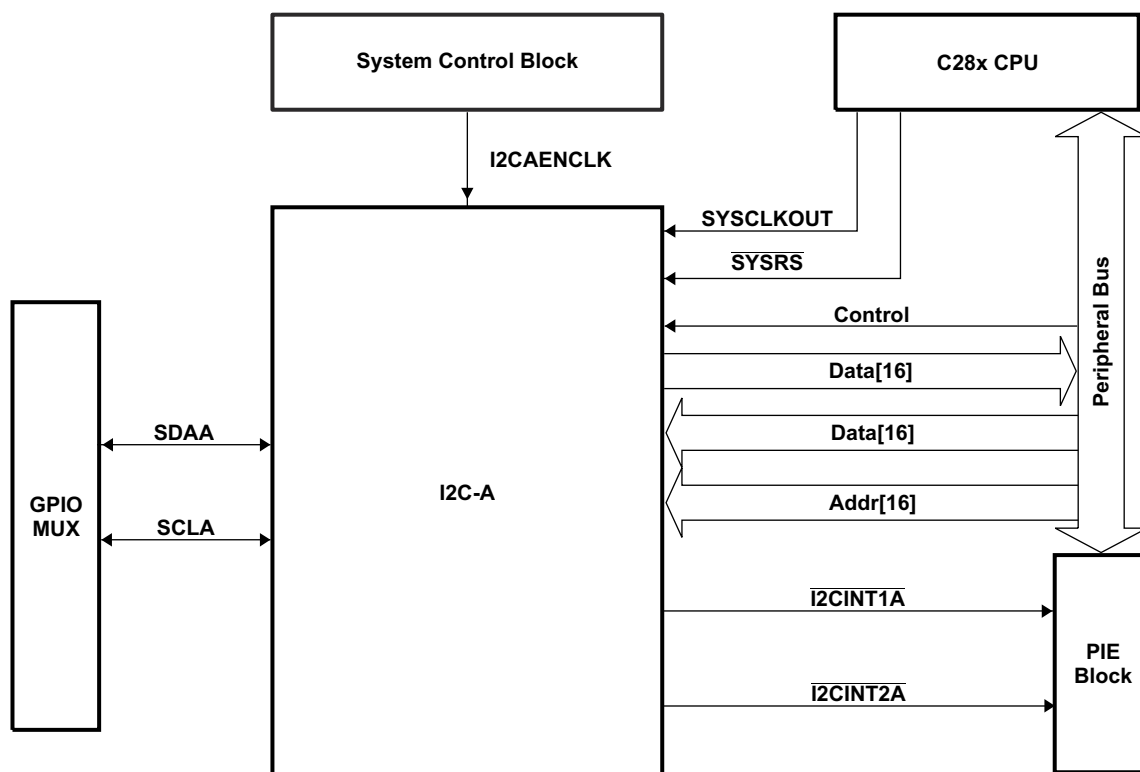 System Control Block
C28x CPU
I2CAENCLK
SYSCLKOUT
SYSRS
Control
Data[16]
Data[16]
Addr[16]
Peripheral Bus
SDAA
SCLA
GPIO
MUX
I2C-A
I2CINT1A
I2CINT2A
PIE
Block